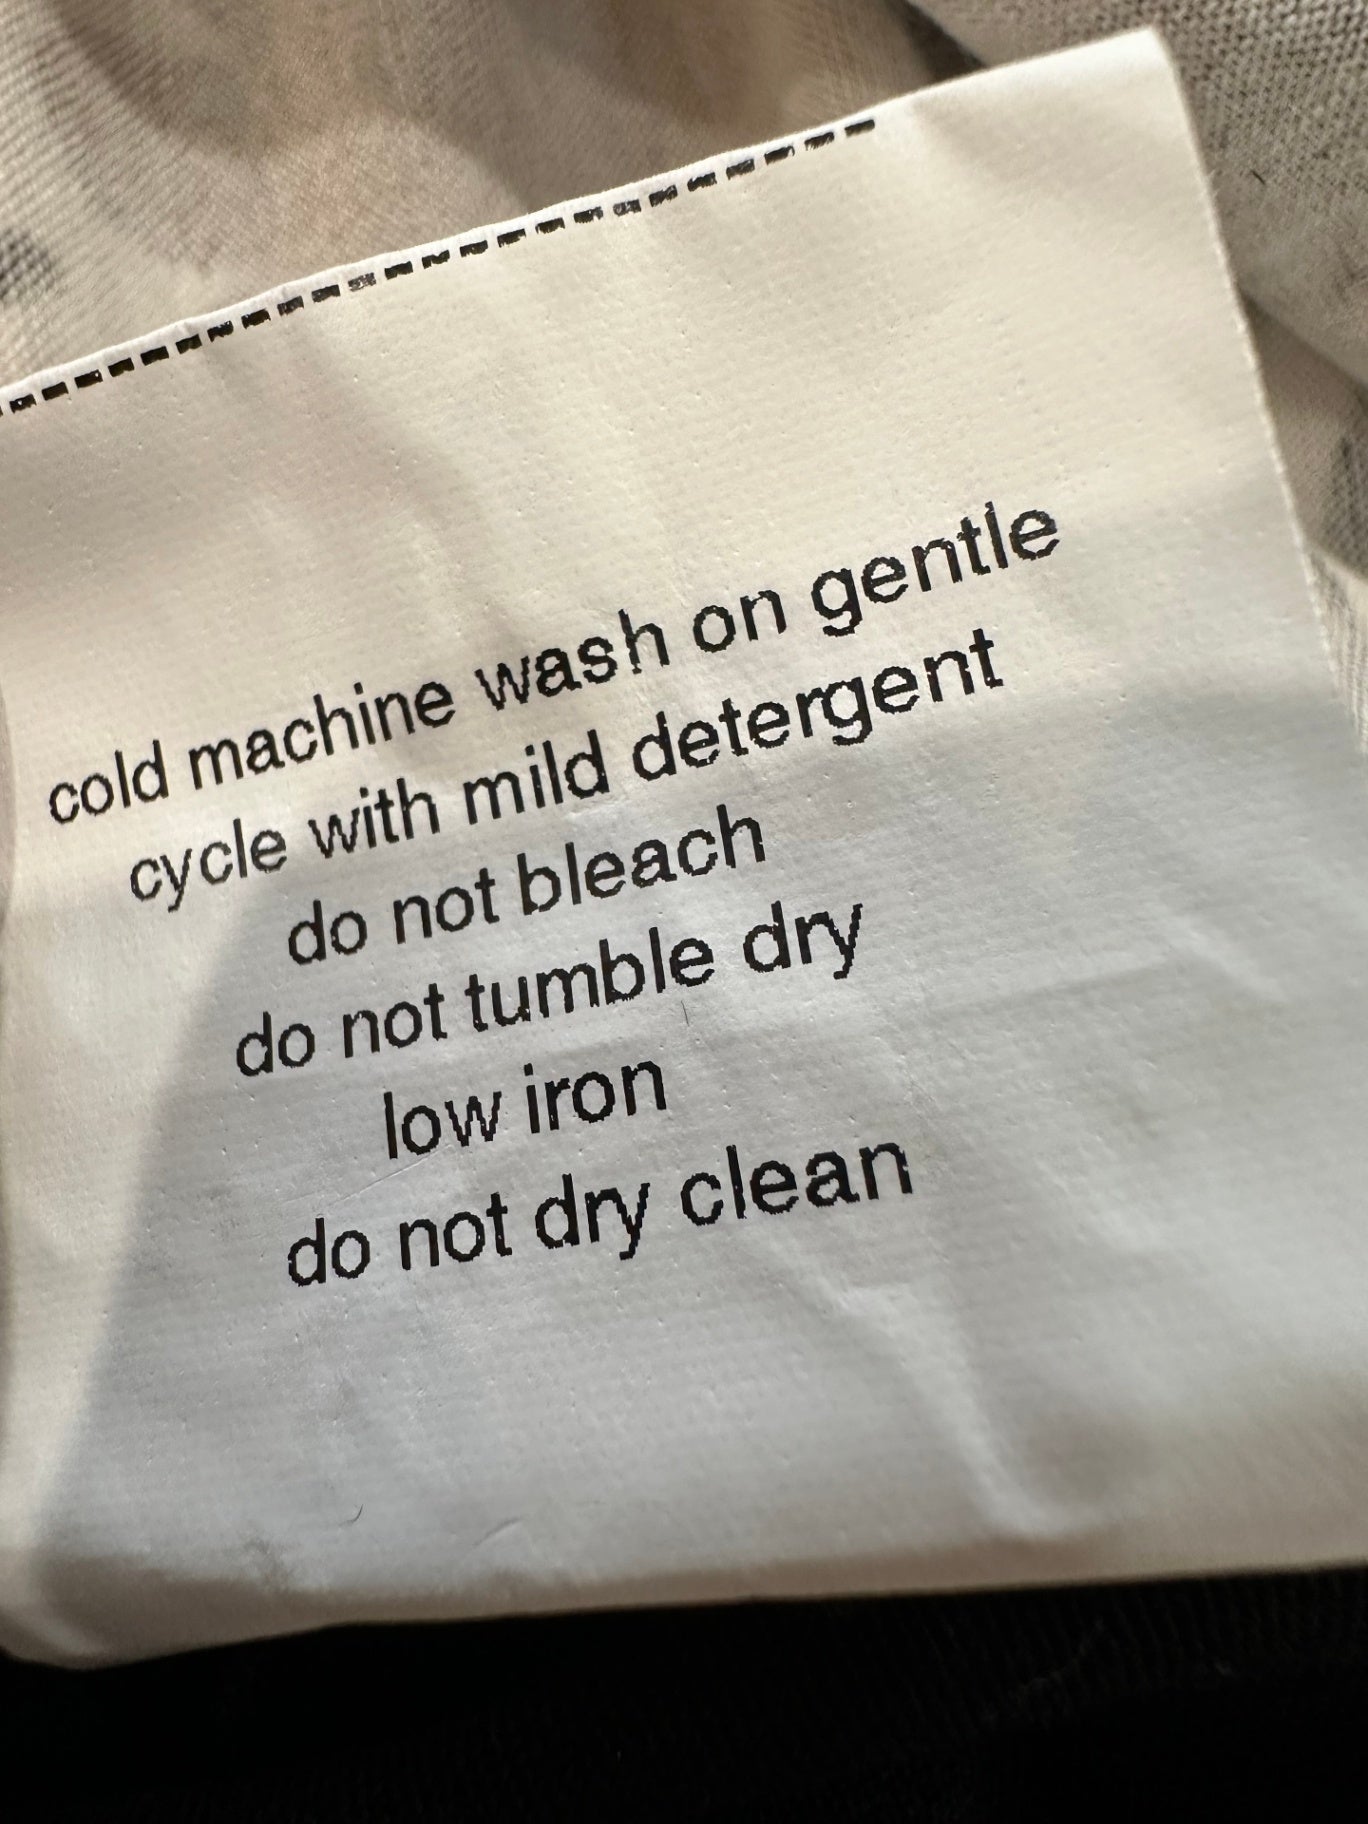 cold machine wash on gentle
cycle with mild detergent
do not bleach
do not tumble dry
low iron
do not dry clean